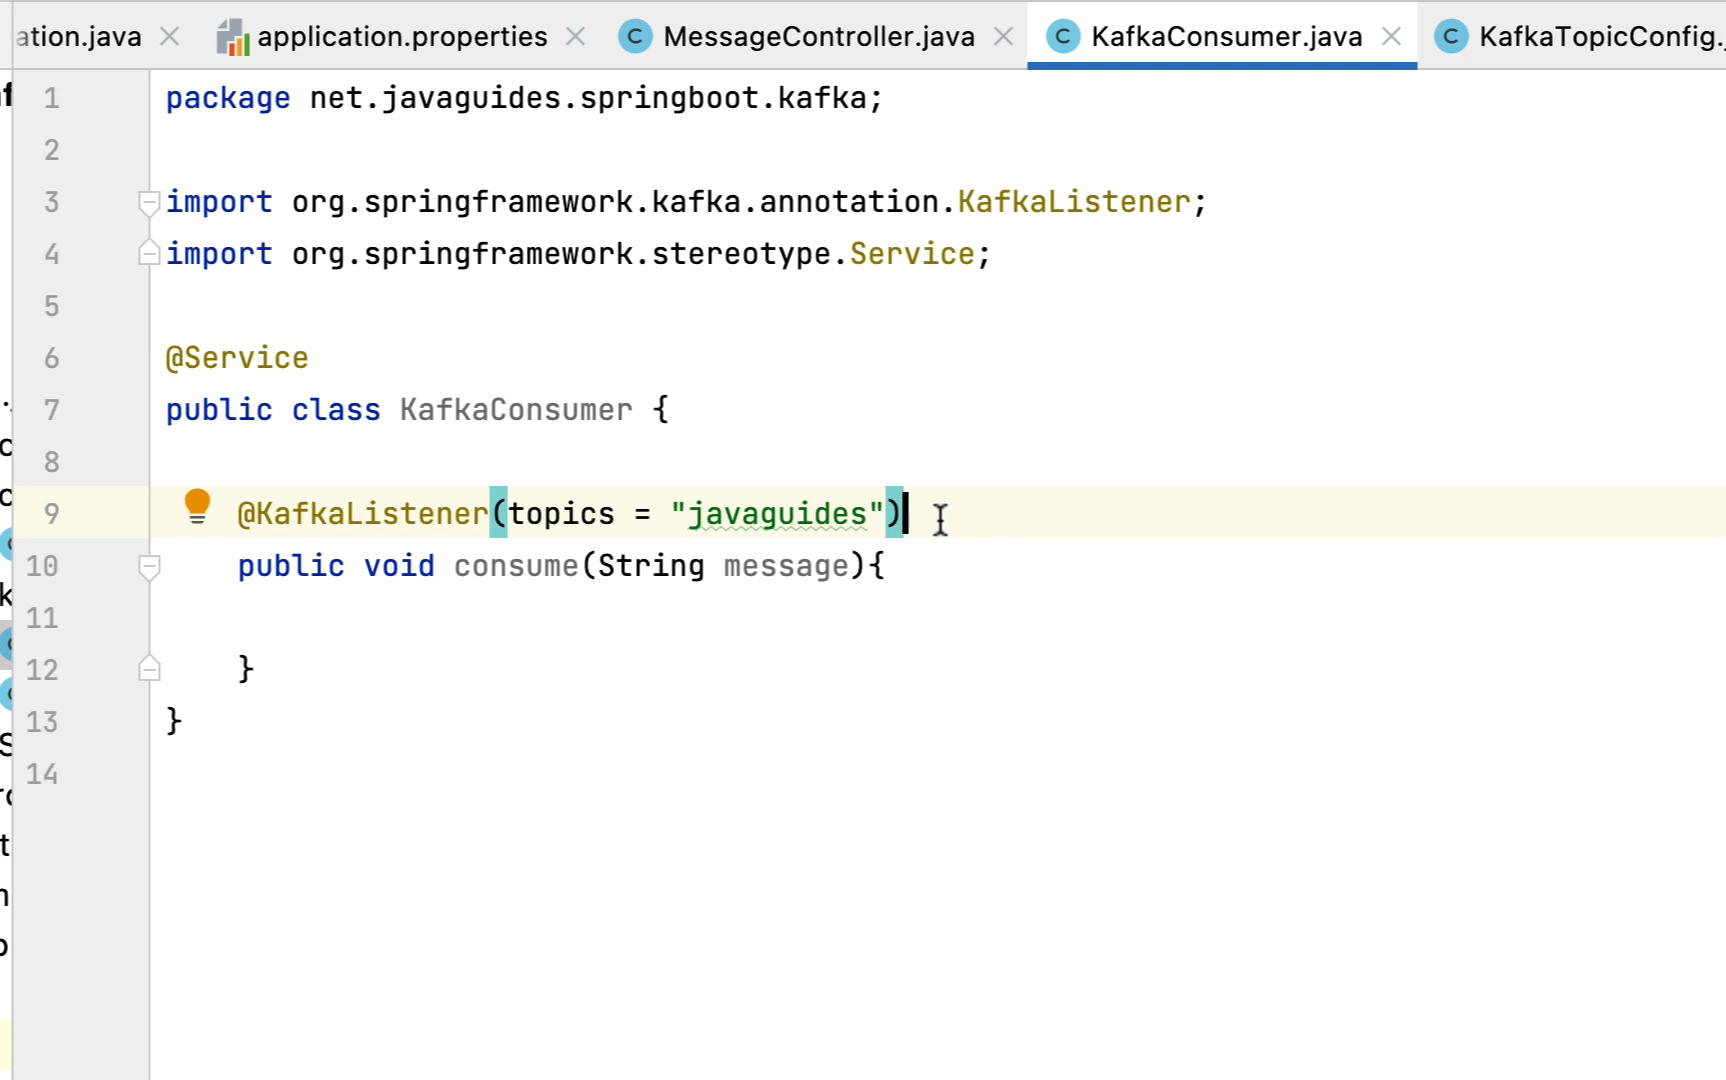 ation.java application.properties MessageController.java KafkaConsumer.java KafkaTopicConfig.
1 package net.javaguides.springboot.kafka;
2
3 import org.springframework.kafka.annotation.KafkaListener;
4 import org.springframework.stereotype.Service;
5
6 @Service
7 public class KafkaConsumer {
8
9 @KafkaListener(topics = "javaguides")
10 public void consume(String message){
11
12 }
13 }
14